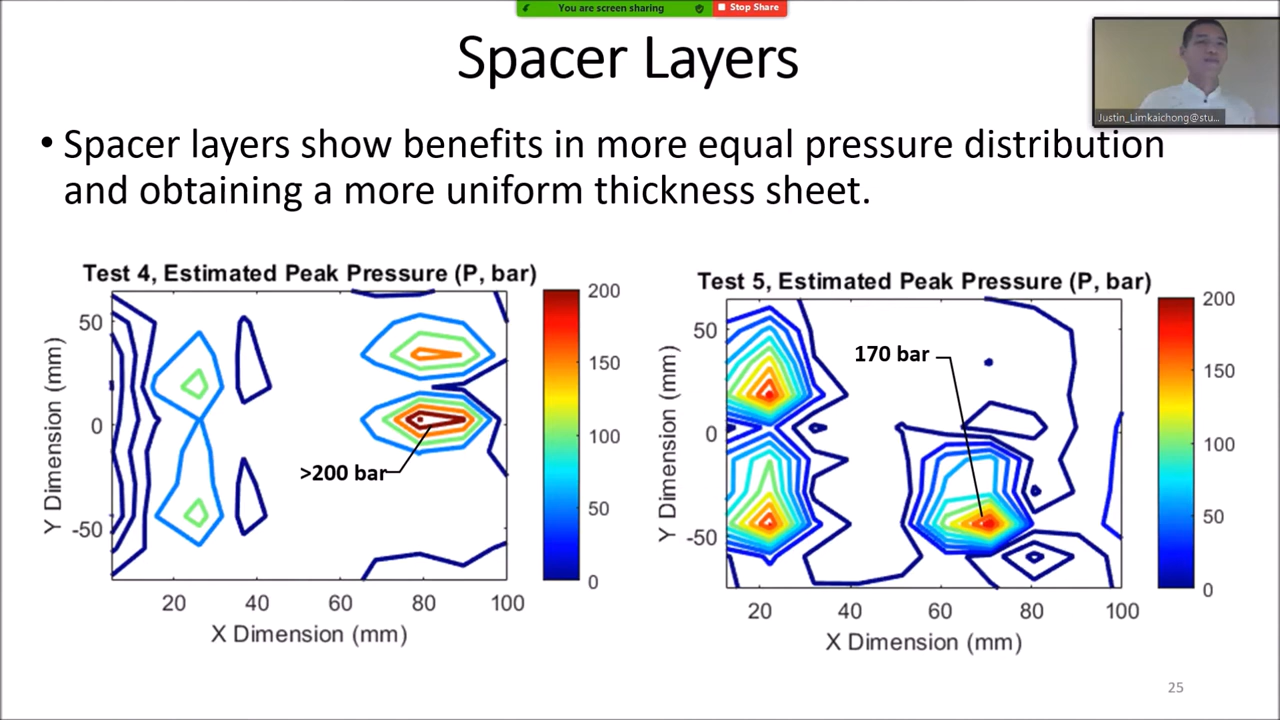 You are screen sharing
Stop Share
Spacer Layers
Justin_Limkaichong@stu...
• Spacer layers show benefits in more equal pressure distribution
and obtaining a more uniform thickness sheet.
Test 4, Estimated Peak Pressure (P, bar)
50
0
-50
Y Dimension (mm)
20 40 60 80 100
X Dimension (mm)
>200 bar
200
150
100
50
0
Test 5, Estimated Peak Pressure (P, bar)
50
0
-50
Y Dimension (mm)
20 40 60 80 100
X Dimension (mm)
170 bar
200
150
100
50
0
25